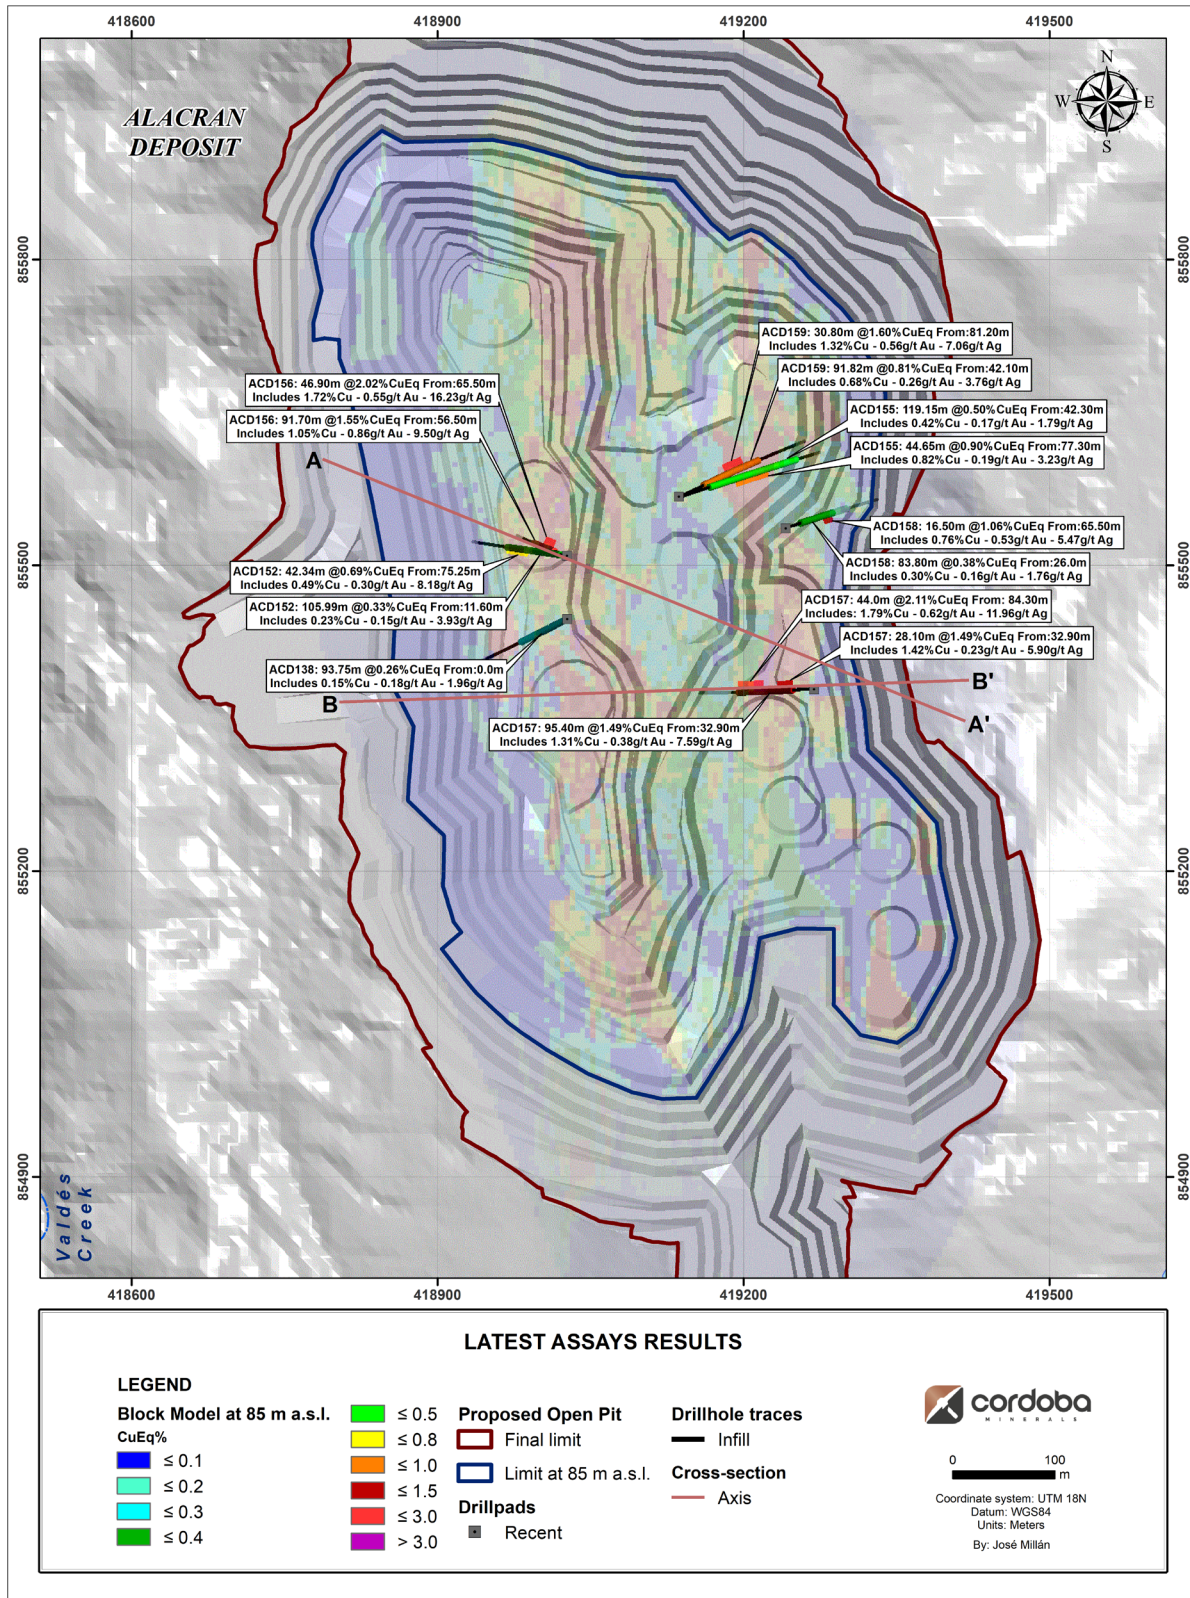 418600
418900
419200
419500
ALACRAN
DEPOSIT
N
W
E
S
855800
855800
ACD159: 30.80m @1.60%CuEq From:81.20m
Includes 1.32%Cu - 0.56g/t Au - 7.06g/t Ag
ACD159: 91.82m @0.81%CuEq From:42.10m
Includes 0.68%Cu - 0.26g/t Au - 3.76g/t Ag
ACD156: 46.90m @2.02%CuEq From:65.50m
Includes 1.72%Cu - 0.55g/t Au - 16.23g/t Ag
ACD155: 119.15m @0.50%CuEq From:42.30m
Includes 0.42%Cu - 0.17g/t Au - 1.79g/t Ag
ACD156: 91.70m @1.55%CuEq From:56.50m
Includes 1.05%Cu - 0.86g/t Au - 9.50g/t Ag
ACD155: 44.65m @0.90%CuEq From:77.30m
Includes 0.82%Cu - 0.19g/t Au - 3.23g/t Ag
A
ACD158: 16.50m @1.06%CuEq From:65.50m
Includes 0.76%Cu - 0.53g/t Au - 5.47g/t Ag
855500
855500
ACD158: 83.80m @0.38%CuEq From:26.0m
Includes 0.30%Cu - 0.16g/t Au - 1.76g/t Ag
ACD152: 42.34m @0.69%CuEq From:75.25m
Includes 0.49%Cu - 0.30g/t Au - 8.18g/t Ag
ACD157: 44.0m @2.11%CuEq From: 84.30m
Includes 1.79%Cu - 0.62g/t Au - 11.96g/t Ag
ACD152: 105.99m @0.33%CuEq From:11.60m
Includes 0.23%Cu - 0.15g/t Au - 3.93g/t Ag
ACD157: 28.10m @1.49%CuEq From:32.90m
Includes 1.42%Cu - 0.23g/t Au - 5.90g/t Ag
ACD138: 93.75m @0.26%CuEq From:0.0m
Includes 0.15%Cu - 0.18g/t Au - 1.96g/t Ag
B
B'
A'
ACD157: 95.40m @1.49%CuEq From:32.90m
Includes 1.31%Cu - 0.38g/t Au - 7.59g/t Ag
855200
855200
854900
854900
Valdés
Creek
418600
418900
419200
419500
LATEST ASSAYS RESULTS
LEGEND
Block Model at 85 m a.s.l.
CuEq%
≤ 0.1
≤ 0.2
≤ 0.3
≤ 0.4
≤ 0.5
≤ 0.8
≤ 1.0
≤ 1.5
≤ 3.0
> 3.0
Proposed Open Pit
Final limit
Limit at 85 m a.s.l.
Drillpads
Recent
Drillhole traces
Infill
Cross-section
Axis
cordoba
MINERALS
0 100
m
Coordinate system: UTM 18N
Datum: WGS84
Units: Meters
By: José Millán